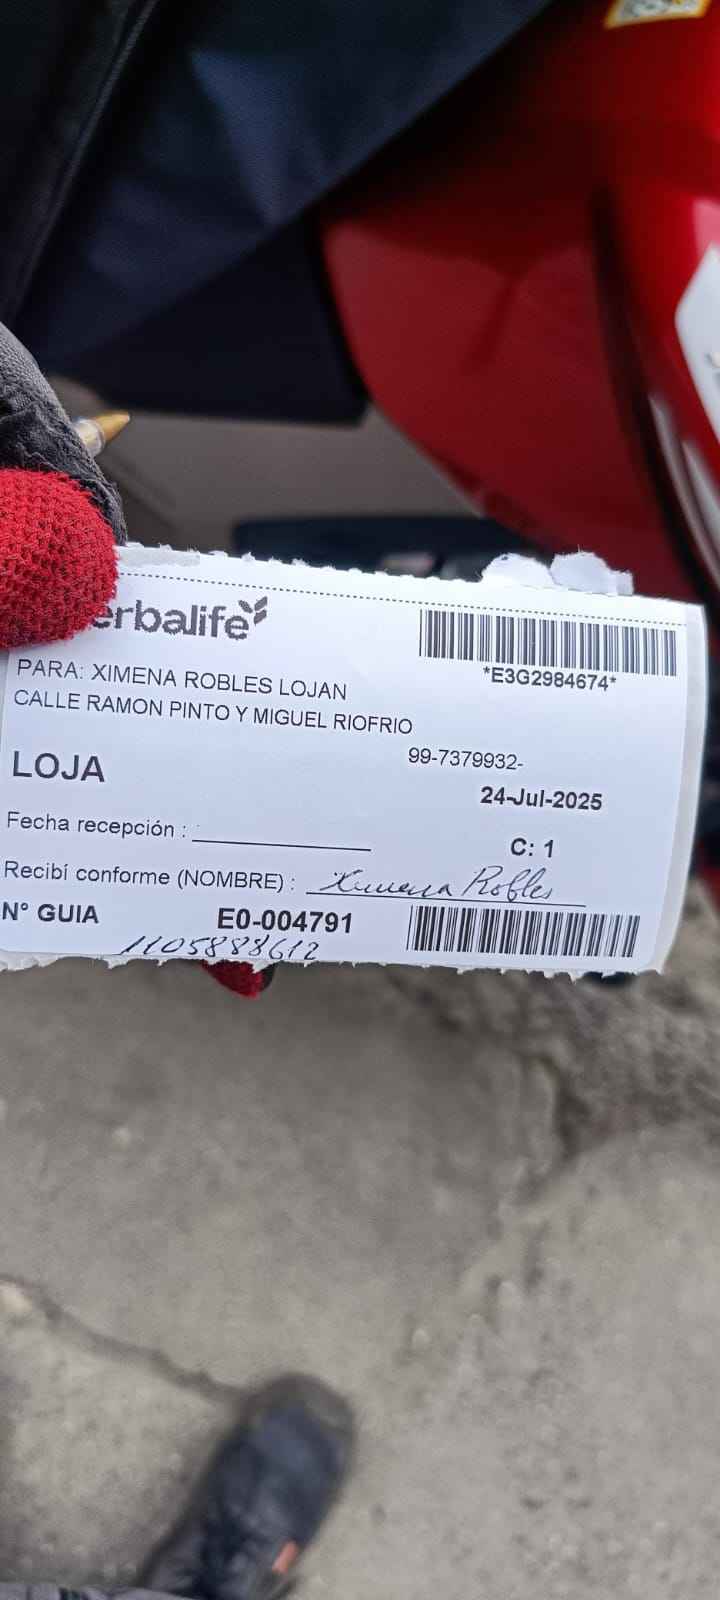 erbalife
*E3G2984674*
PARA: XIMENA ROBLES LOJAN
CALLE RAMON PINTO Y MIGUEL RIOFRIO
99-7379932-
LOJA
24-Jul-2025
Fecha recepción :
C: 1
Recibí conforme (NOMBRE) : Ximena Robles
N° GUIA E0-004791
1105888612